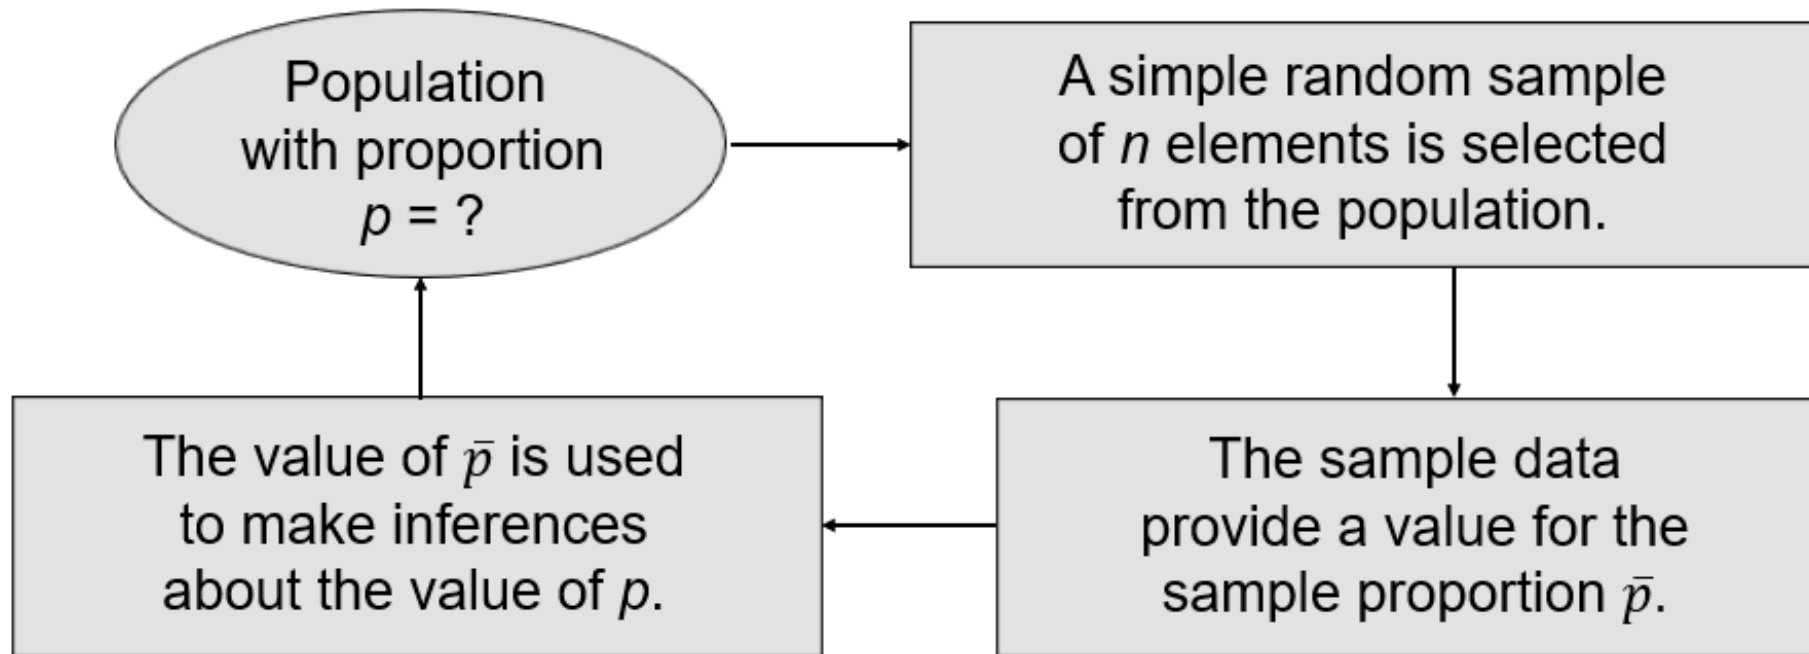 Population
with proportion
p = ?
A simple random sample
of n elements is selected
from the population.
The sample data
provide a value for the
sample proportion p̄.
The value of p̄ is used
to make inferences
about the value of p.